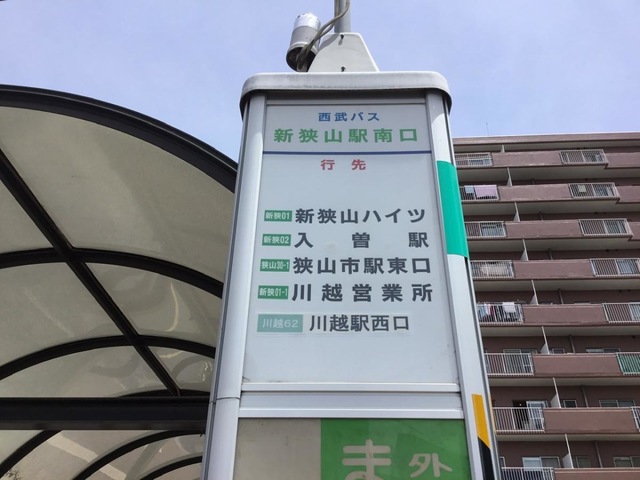 西武バス
新狭山駅南口
行先
新狭01 新狭山ハイツ
新狭02 入曽駅
狭山30-1 狭山市駅東口
新狭01-1 川越営業所
川越62 川越駅西口
ま外